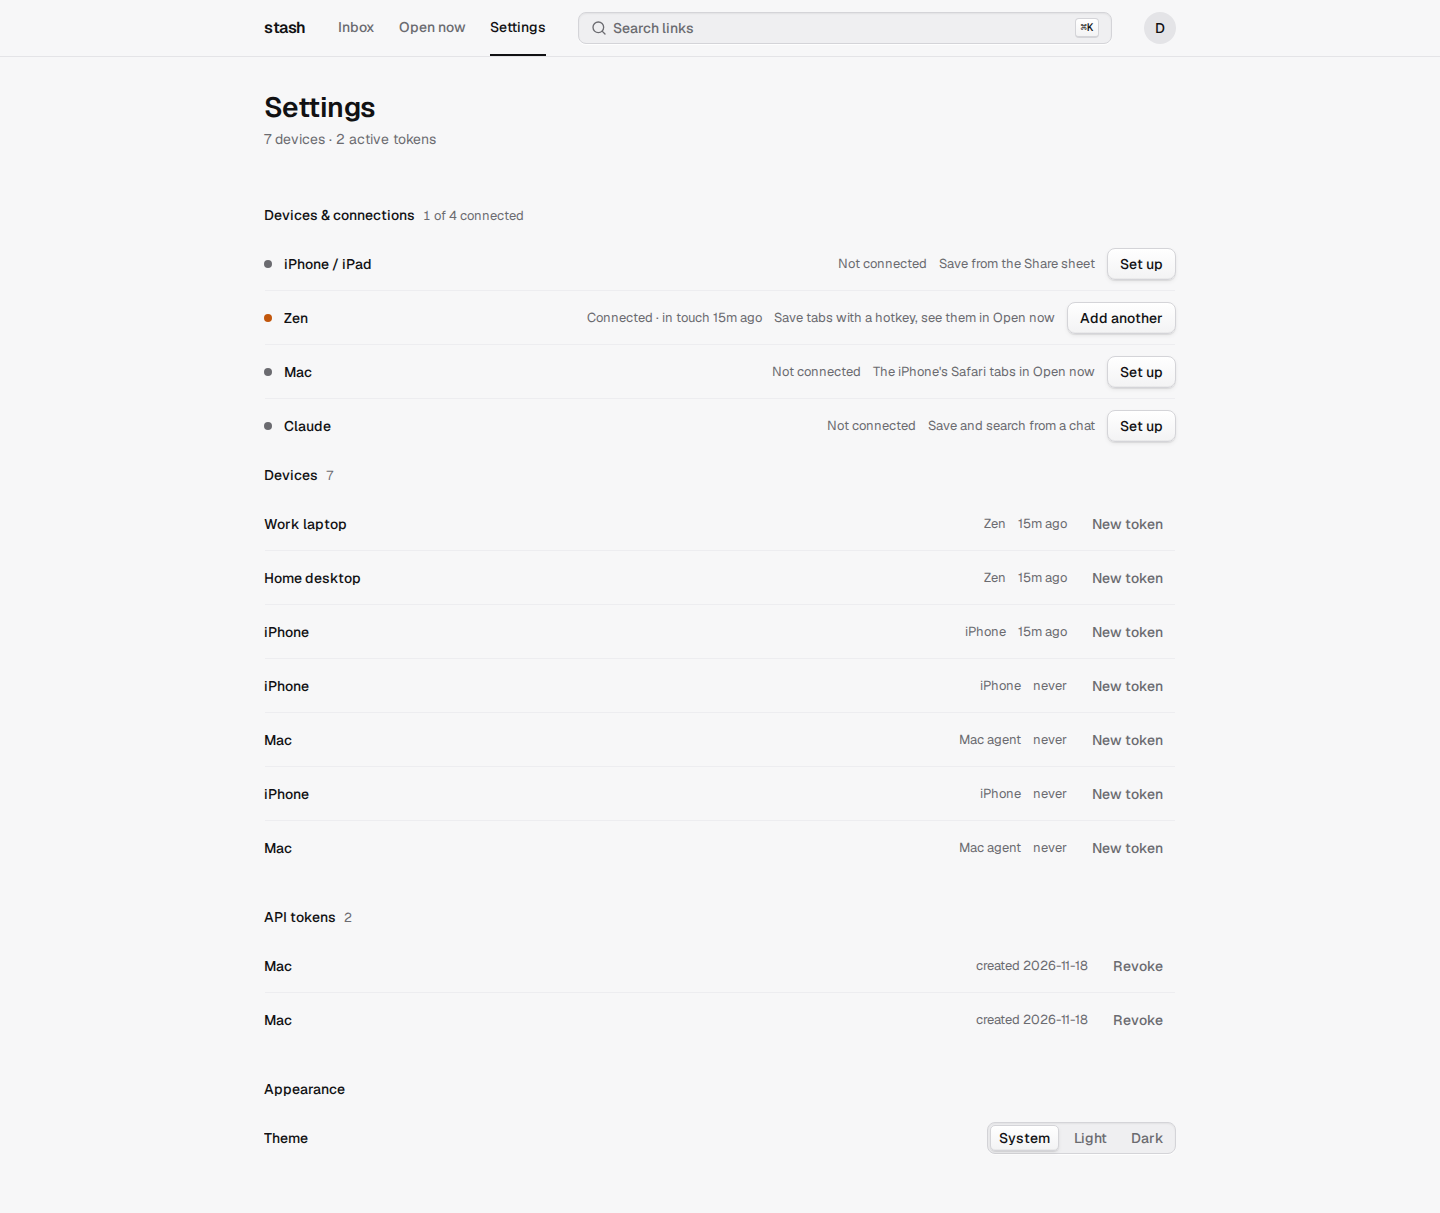 stash Inbox Open now Settings Search links ⌘K D
Settings
7 devices · 2 active tokens
Devices & connections 1 of 4 connected
iPhone / iPad Not connected Save from the Share sheet Set up
Zen Connected · in touch 15m ago Save tabs with a hotkey, see them in Open now Add another
Mac Not connected The iPhone's Safari tabs in Open now Set up
Claude Not connected Save and search from a chat Set up
Devices 7
Work laptop Zen 15m ago New token
Home desktop Zen 15m ago New token
iPhone iPhone 15m ago New token
iPhone iPhone never New token
Mac Mac agent never New token
iPhone iPhone never New token
Mac Mac agent never New token
API tokens 2
Mac created 2026-11-18 Revoke
Mac created 2026-11-18 Revoke
Appearance
Theme System Light Dark